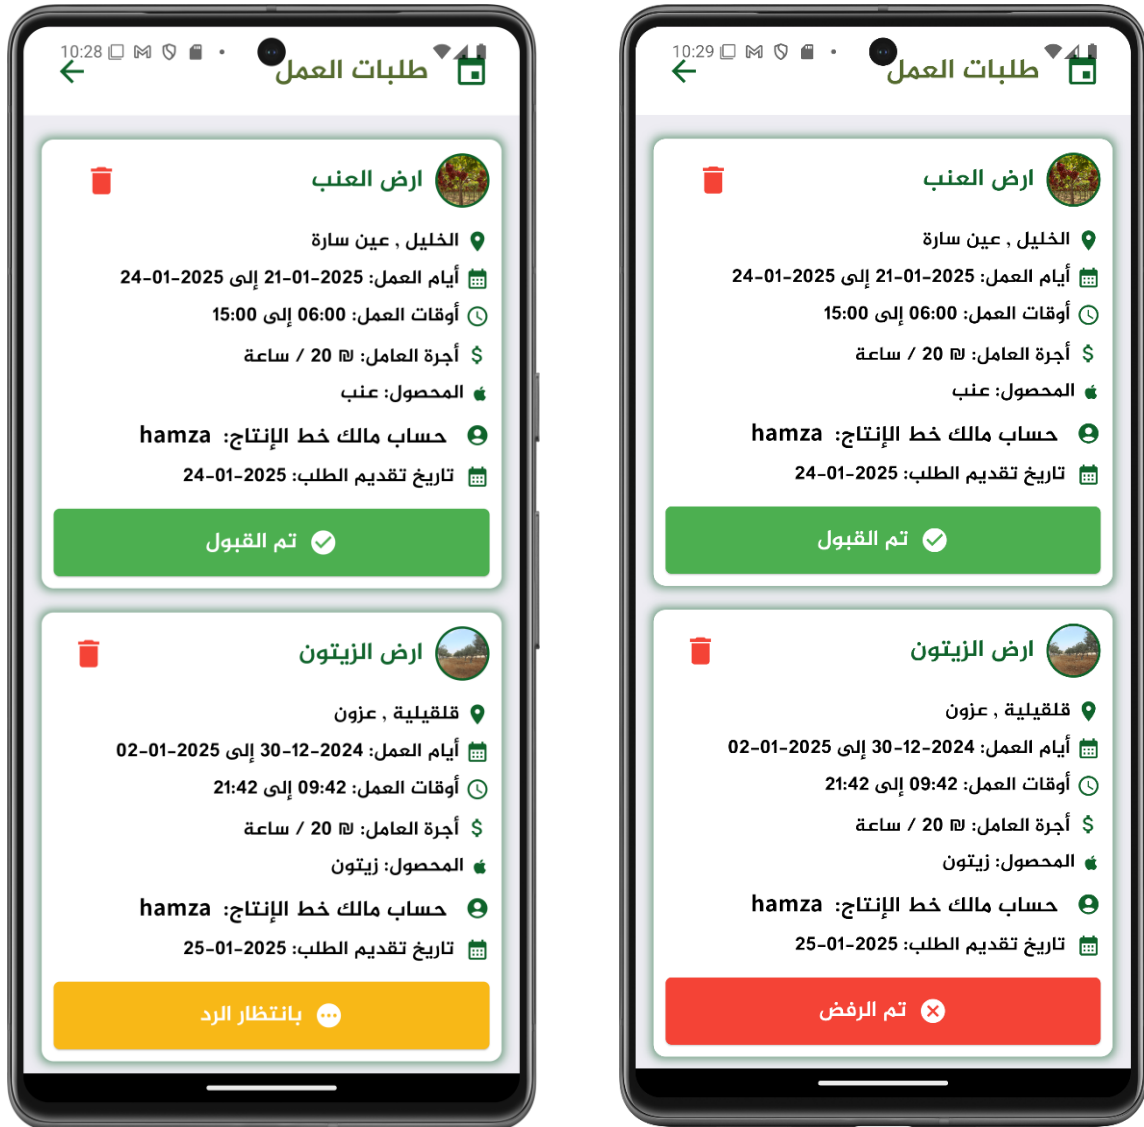 10:28
طلبات العمل
ارض العنب
الخليل , عين سارة
أيام العمل: 2025-01-21 إلى 2025-01-24
أوقات العمل: 06:00 إلى 15:00
أجرة العامل: ₪ 20 / ساعة
المحصول: عنب
حساب مالك خط الإنتاج: hamza
تاريخ تقديم الطلب: 2025-01-24
تم القبول
ارض الزيتون
قلقيلية , عزون
أيام العمل: 2024-12-30 إلى 2025-01-02
أوقات العمل: 09:42 إلى 21:42
أجرة العامل: ₪ 20 / ساعة
المحصول: زيتون
حساب مالك خط الإنتاج: hamza
تاريخ تقديم الطلب: 2025-01-25
بانتظار الرد
10:29
طلبات العمل
ارض العنب
الخليل , عين سارة
أيام العمل: 2025-01-21 إلى 2025-01-24
أوقات العمل: 06:00 إلى 15:00
أجرة العامل: ₪ 20 / ساعة
المحصول: عنب
حساب مالك خط الإنتاج: hamza
تاريخ تقديم الطلب: 2025-01-24
تم القبول
ارض الزيتون
قلقيلية , عزون
أيام العمل: 2024-12-30 إلى 2025-01-02
أوقات العمل: 09:42 إلى 21:42
أجرة العامل: ₪ 20 / ساعة
المحصول: زيتون
حساب مالك خط الإنتاج: hamza
تاريخ تقديم الطلب: 2025-01-25
تم الرفض